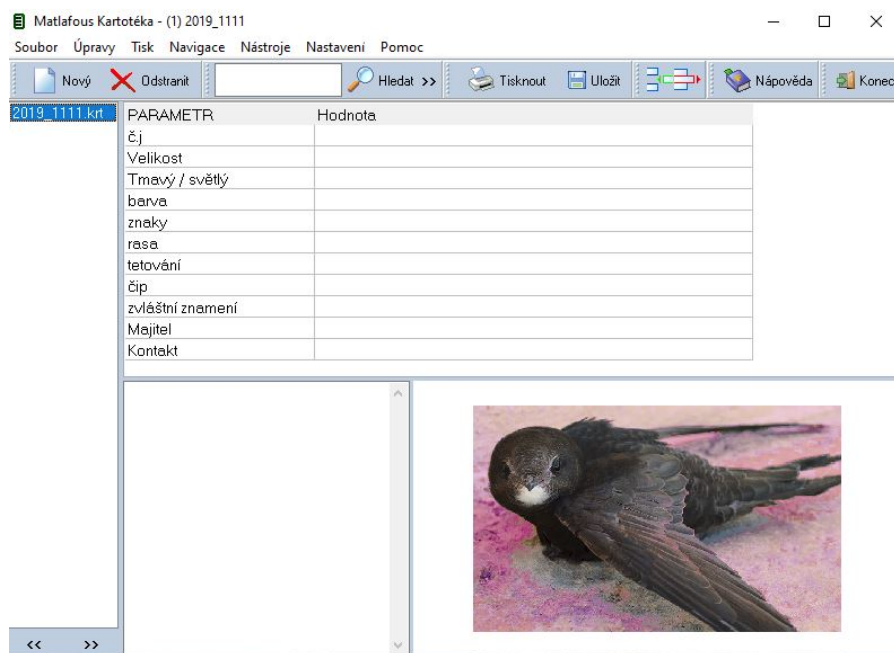 Matlafous Kartotéka - (1) 2019_1111
Soubor Úpravy Tisk Navigace Nástroje Nastavení Pomoc
Nový Odstranit Hledat >> Tisknout Uložit Nápověda Konec
2019_1111.krt
PARAMETR Hodnota
č.j
Velikost
Tmavý / světlý
barva
znaky
rasa
tetování
čip
zvláštní znamení
Majitel
Kontakt
<< >>